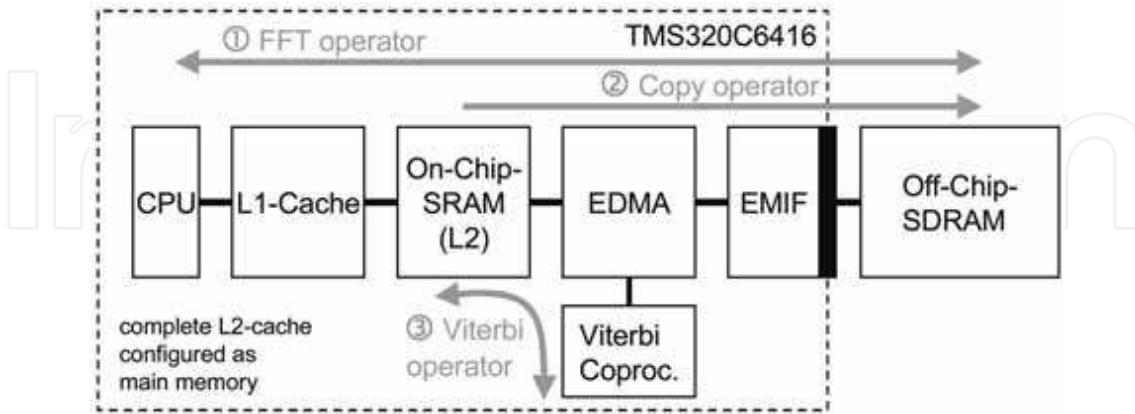 TMS320C6416
① FFT operator
② Copy operator
CPU
L1-Cache
On-Chip-
SRAM
(L2)
EDMA
EMIF
Off-Chip-
SDRAM
③ Viterbi
operator
Viterbi
Coproc.
complete L2-cache
configured as
main memory